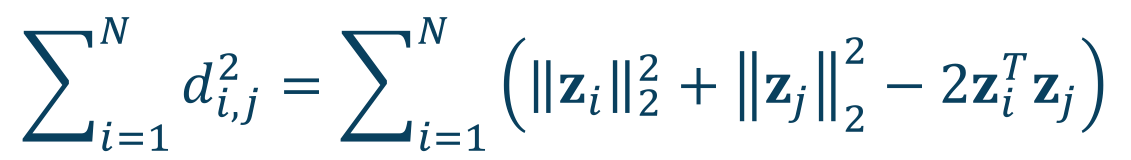 ∑_{i=1}^{N} d_{i,j}^{2} = ∑_{i=1}^{N} (‖𝐳_i‖_2^2 + ‖𝐳_j‖_2^2 − 2𝐳_i^T 𝐳_j)